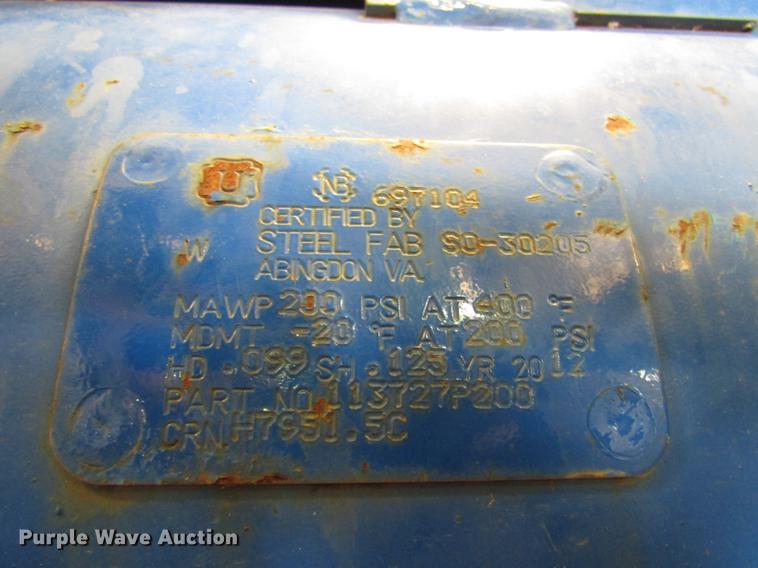 U NB 697104
CERTIFIED BY
W STEEL FAB SO-30205
ABINGDON VA.
MAWP 200 PSI AT 400 °F
MDMT -20 °F AT 200 PSI
HD .099 SH .125 YR 2012
PART NO. 113727P200
CRN H7951.5C
Purple Wave Auction